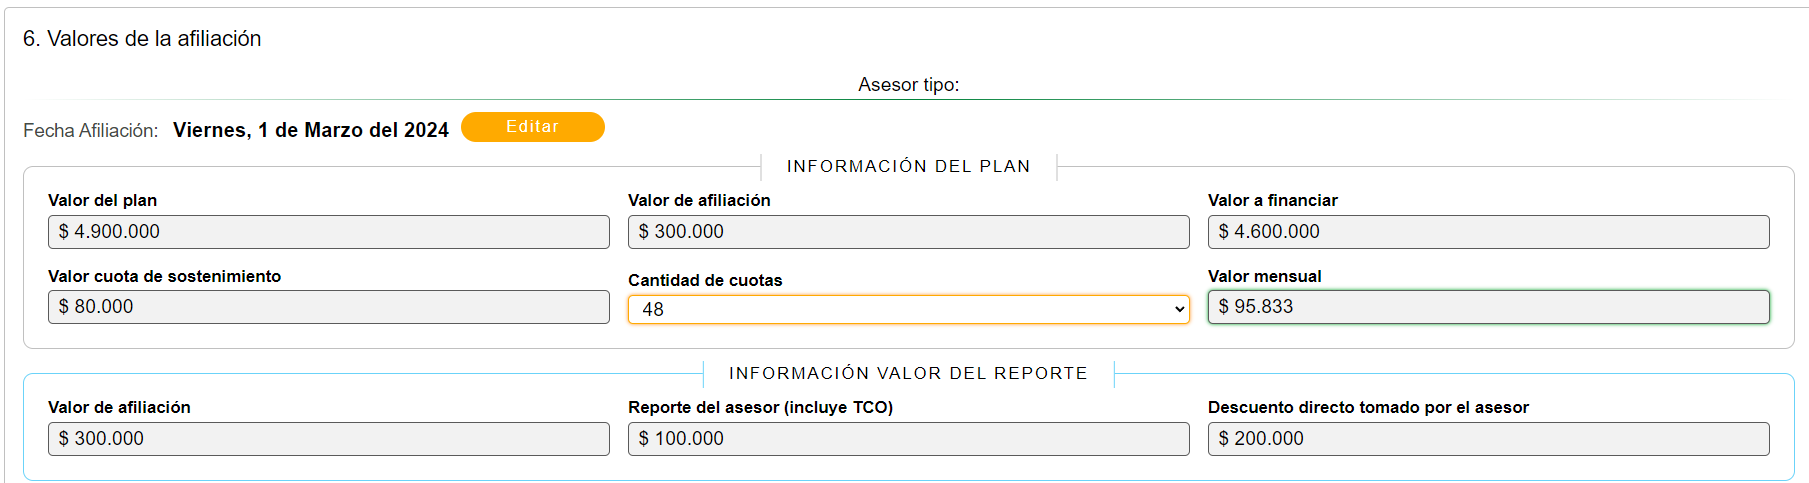 6. Valores de la afiliación
Asesor tipo:
Fecha Afiliación: Viernes, 1 de Marzo del 2024 Editar
INFORMACIÓN DEL PLAN
Valor del plan Valor de afiliación Valor a financiar
$ 4.900.000 $ 300.000 $ 4.600.000
Valor cuota de sostenimiento Cantidad de cuotas Valor mensual
$ 80.000 48 $ 95.833
INFORMACIÓN VALOR DEL REPORTE
Valor de afiliación Reporte del asesor (incluye TCO) Descuento directo tomado por el asesor
$ 300.000 $ 100.000 $ 200.000